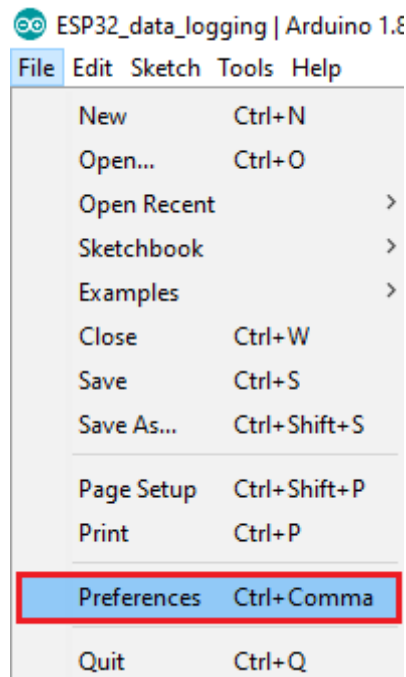 ESP32_data_logging | Arduino 1.8
File Edit Sketch Tools Help
New Ctrl+N
Open... Ctrl+O
Open Recent
Sketchbook
Examples
Close Ctrl+W
Save Ctrl+S
Save As... Ctrl+Shift+S
Page Setup Ctrl+Shift+P
Print Ctrl+P
Preferences Ctrl+Comma
Quit Ctrl+Q